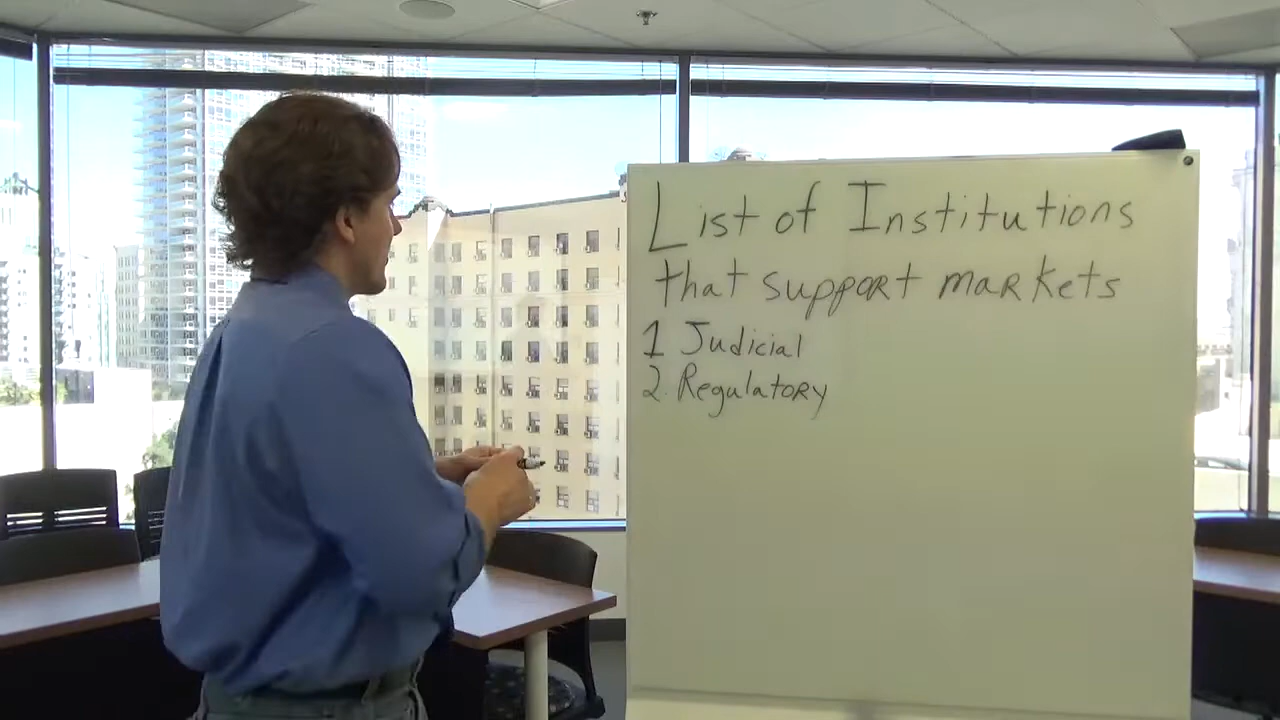 List of Institutions
that support markets
1 Judicial
2. Regulatory